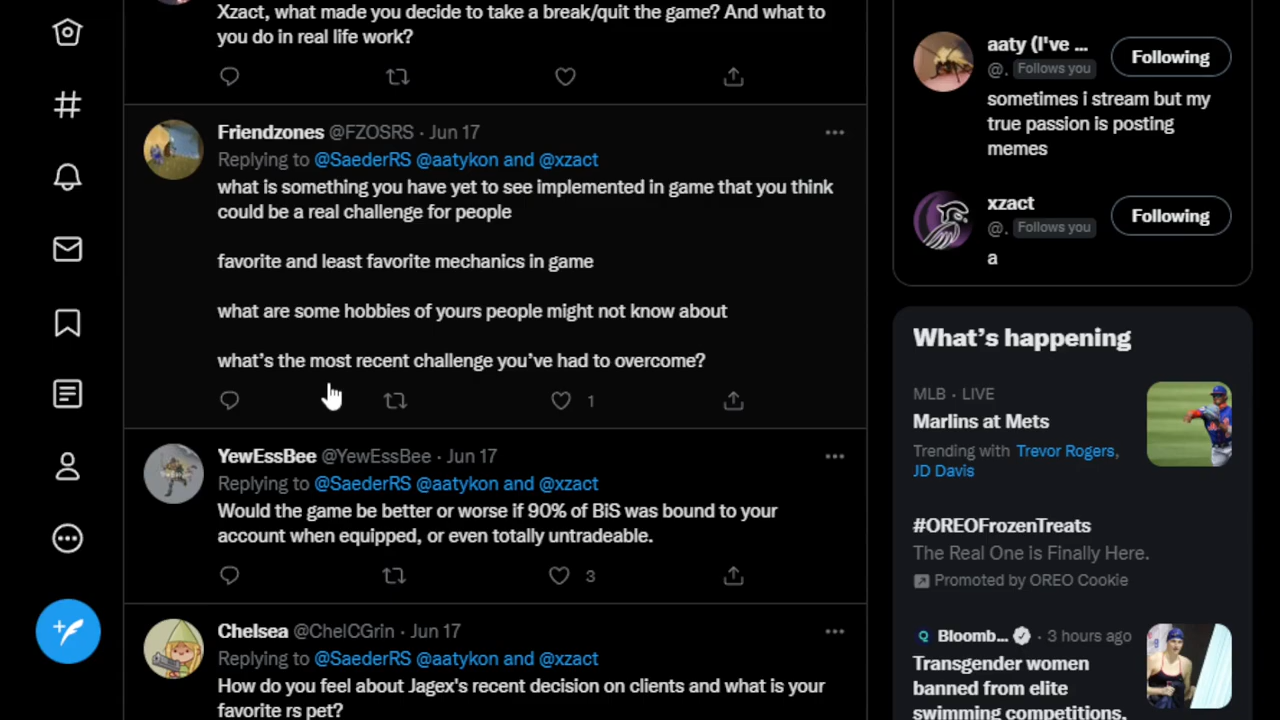 Xzact, what made you decide to take a break/quit the game? And what to
you do in real life work?
Friendzones @FZOSRS · Jun 17
Replying to @SaederRS @aatykon and @xzact
what is something you have yet to see implemented in game that you think
could be a real challenge for people
favorite and least favorite mechanics in game
what are some hobbies of yours people might not know about
what's the most recent challenge you've had to overcome?
1
YewEssBee @YewEssBee · Jun 17
Replying to @SaederRS @aatykon and @xzact
Would the game be better or worse if 90% of BiS was bound to your
account when equipped, or even totally untradeable.
3
Chelsea @ChelCGrin · Jun 17
Replying to @SaederRS @aatykon and @xzact
How do you feel about Jagex's recent decision on clients and what is your
favorite rs pet?
aaty (I've ...
@. Follows you
Following
sometimes i stream but my
true passion is posting
memes
xzact
@. Follows you
Following
a
What's happening
MLB · LIVE
Marlins at Mets
Trending with Trevor Rogers,
JD Davis
#OREOFrozenTreats
The Real One is Finally Here.
Promoted by OREO Cookie
Bloomb... · 3 hours ago
Transgender women
banned from elite
swimming competitions,